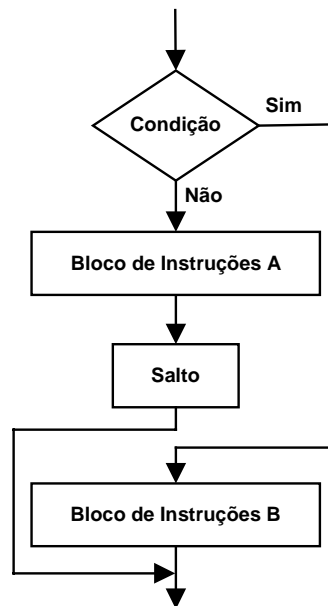 Sim
Condição
Não
Bloco de Instruções A
Salto
Bloco de Instruções B